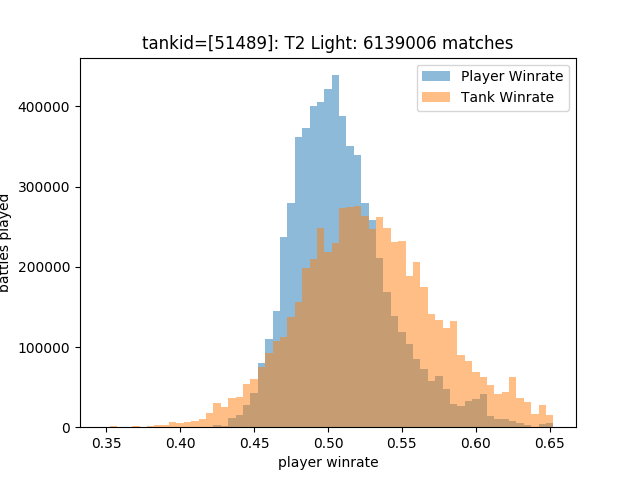 tankid=[51489]: T2 Light: 6139006 matches
Player Winrate
Tank Winrate
400000
300000
200000
100000
0
battles played
0.35 0.40 0.45 0.50 0.55 0.60 0.65
player winrate